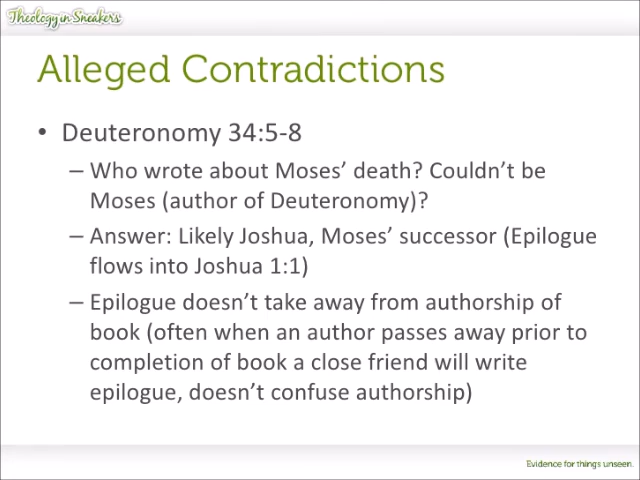 Theology in Sneakers
Alleged Contradictions
• Deuteronomy 34:5-8
– Who wrote about Moses’ death? Couldn’t be
Moses (author of Deuteronomy)?
– Answer: Likely Joshua, Moses’ successor (Epilogue
flows into Joshua 1:1)
– Epilogue doesn’t take away from authorship of
book (often when an author passes away prior to
completion of book a close friend will write
epilogue, doesn’t confuse authorship)
Evidence for things unseen.